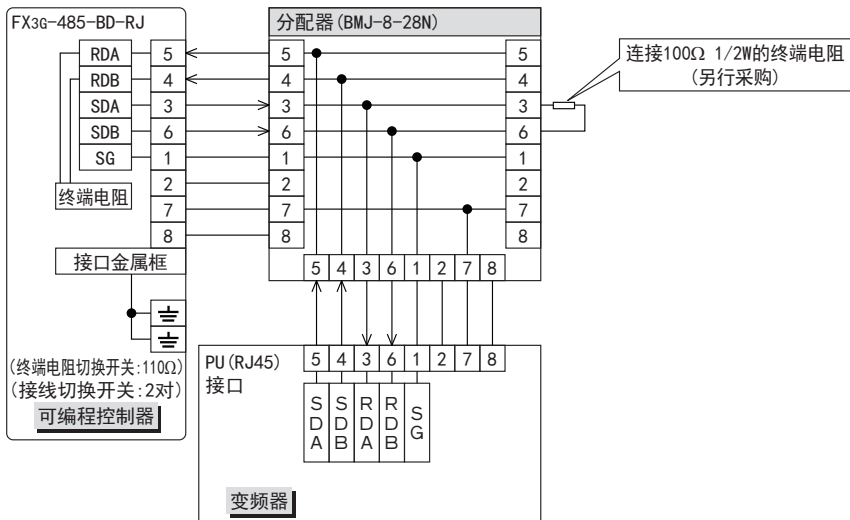 FX3G-485-BD-RJ
RDA 5
RDB 4
SDA 3
SDB 6
SG 1
2
7
8
终端电阻
接口金属框
(终端电阻切换开关:110Ω)
(接线切换开关:2对)
可编程控制器
分配器(BMJ-8-28N)
5 5
4 4
3 3
6 6
1 1
2 2
7 7
8 8
5 4 3 6 1 2 7 8
连接100Ω 1/2W的终端电阻
(另行采购)
PU(RJ45)
接口
5 4 3 6 1 2 7 8
SDA SDB RDA RDB SG
变频器